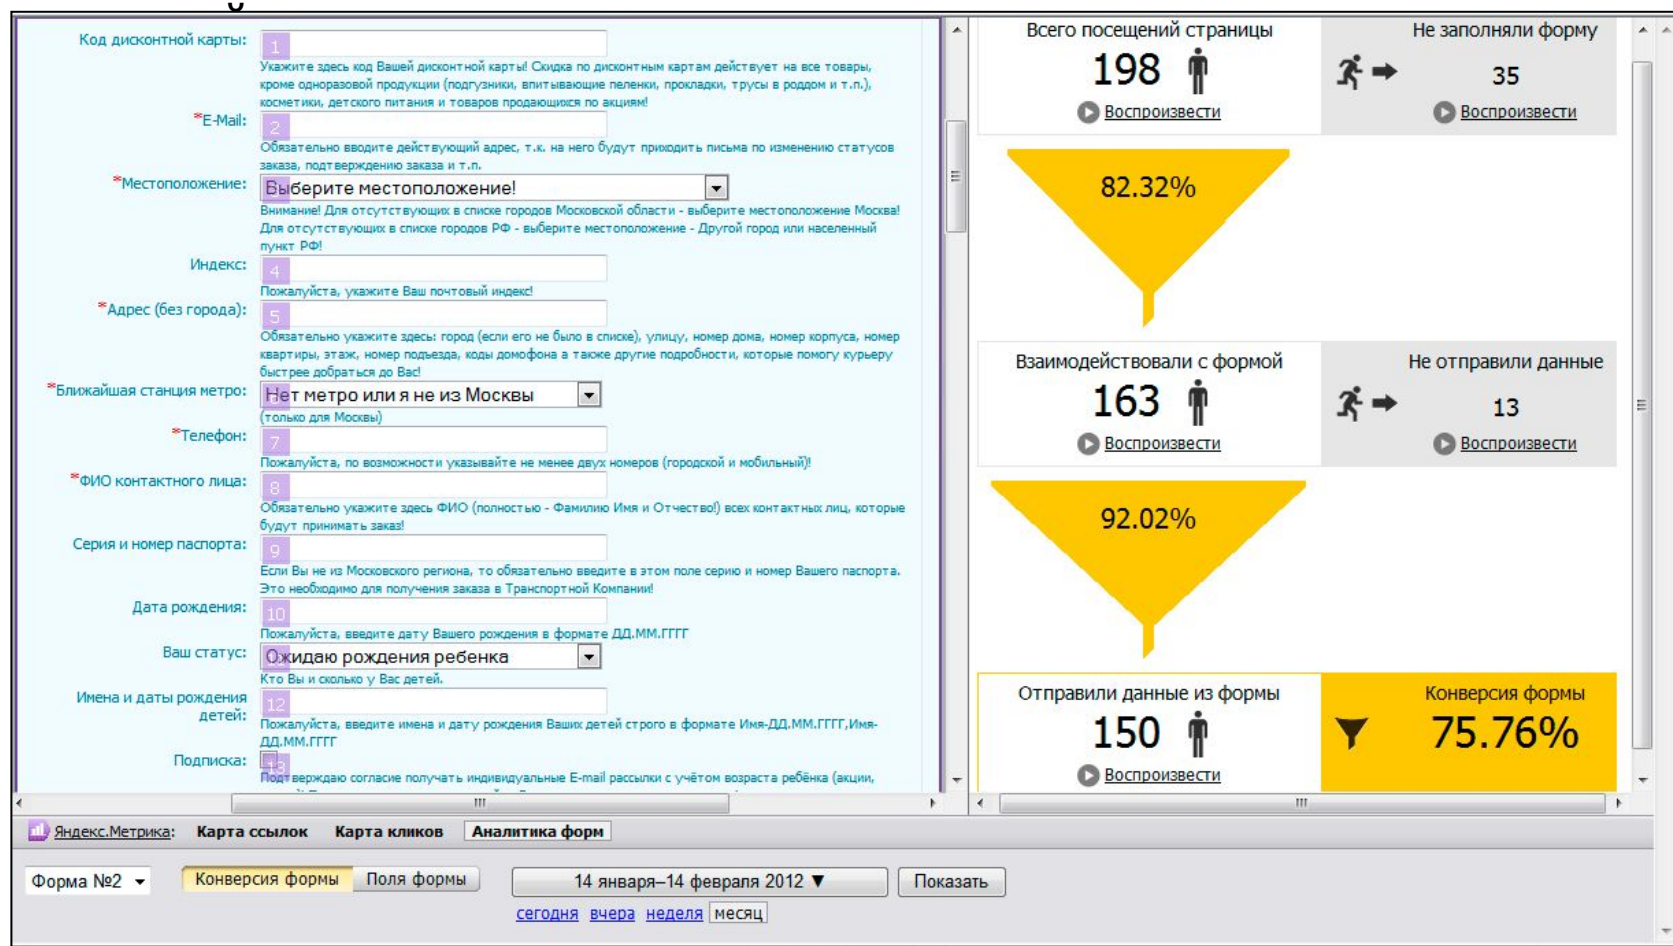 Код дисконтной карты:
1
Укажите здесь код Вашей дисконтной карты! Скидка по дисконтным картам действует на все товары,
кроме одноразовой продукции (подгузники, впитывающие пеленки, прокладки, трусы в роддом и т.п.),
косметики, детского питания и товаров продающихся по акциям!
*E-Mail:
2
Обязательно вводите действующий адрес, т.к. на него будут приходить письма по изменению статусов
заказа, подтверждению заказа и т.п.
*Местоположение:
Выберите местоположение!
Внимание! Для отсутствующих в списке городов Московской области - выберите местоположение Москва!
Для отсутствующих в списке городов РФ - выберите местоположение - Другой город или населенный
пункт РФ!
Индекс:
4
Пожалуйста, укажите Ваш почтовый индекс!
*Адрес (без города):
5
Обязательно укажите здесь: город (если его не было в списке), улицу, номер дома, номер корпуса, номер
квартиры, этаж, номер подъезда, коды домофона а также другие подробности, которые помогу курьеру
быстрее добраться до Вас!
*Ближайшая станция метро:
Нет метро или я не из Москвы
(только для Москвы)
*Телефон:
7
Пожалуйста, по возможности указывайте не менее двух номеров (городской и мобильный)!
*ФИО контактного лица:
8
Обязательно укажите здесь ФИО (полностью - Фамилию Имя и Отчество!) всех контактных лиц, которые
будут принимать заказ!
Серия и номер паспорта:
9
Если Вы не из Московского региона, то обязательно введите в этом поле серию и номер Вашего паспорта.
Это необходимо для получения заказа в Транспортной Компании!
Дата рождения:
10
Пожалуйста, введите дату Вашего рождения в формате ДД.ММ.ГГГГ
Ваш статус:
Ожидаю рождения ребенка
Кто Вы и сколько у Вас детей.
Имена и даты рождения
детей:
12
Пожалуйста, введите имена и дату рождения Ваших детей строго в формате Имя-ДД.ММ.ГГГГ,Имя-
ДД.ММ.ГГГГ
Подписка:
13
Подтверждаю согласие получать индивидуальные E-mail рассылки с учётом возраста ребёнка (акции,
Всего посещений страницы
198
Воспроизвести
Не заполняли форму
35
Воспроизвести
82.32%
Взаимодействовали с формой
163
Воспроизвести
Не отправили данные
13
Воспроизвести
92.02%
Отправили данные из формы
150
Воспроизвести
Конверсия формы
75.76%
Яндекс.Метрика: Карта ссылок Карта кликов Аналитика форм
Форма №2 Конверсия формы Поля формы 14 января–14 февраля 2012 ▼ Показать
сегодня вчера неделя месяц